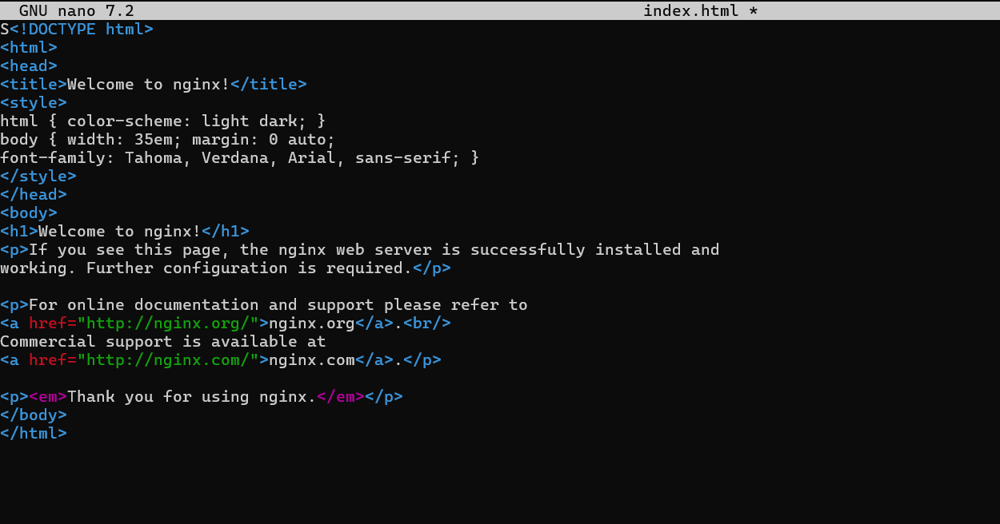 GNU nano 7.2 index.html *
S<!DOCTYPE html>
<html>
<head>
<title>Welcome to nginx!</title>
<style>
html { color-scheme: light dark; }
body { width: 35em; margin: 0 auto;
font-family: Tahoma, Verdana, Arial, sans-serif; }
</style>
</head>
<body>
<h1>Welcome to nginx!</h1>
<p>If you see this page, the nginx web server is successfully installed and
working. Further configuration is required.</p>

<p>For online documentation and support please refer to
<a href="http://nginx.org/">nginx.org</a>.<br/>
Commercial support is available at
<a href="http://nginx.com/">nginx.com</a>.</p>

<p><em>Thank you for using nginx.</em></p>
</body>
</html>